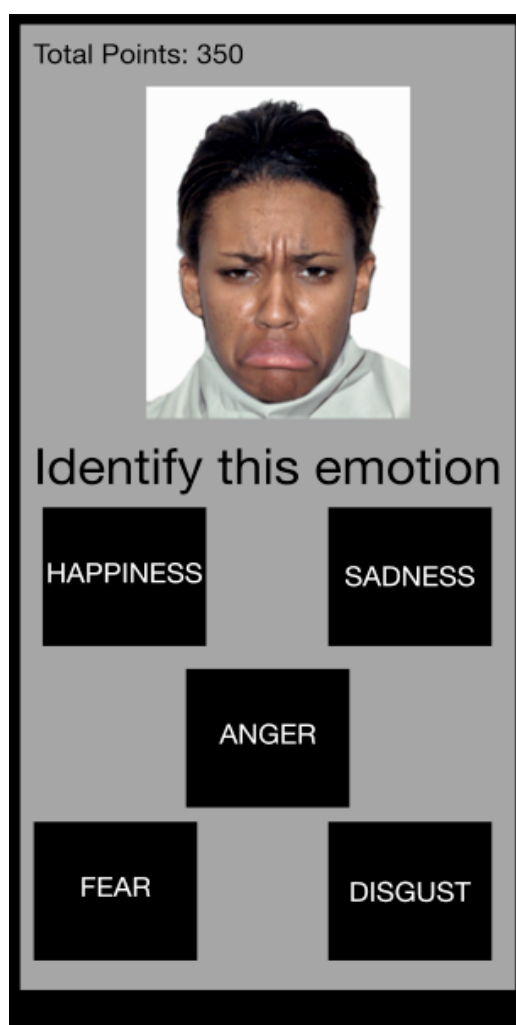 Total Points: 350
Identify this emotion
HAPPINESS
SADNESS
ANGER
FEAR
DISGUST